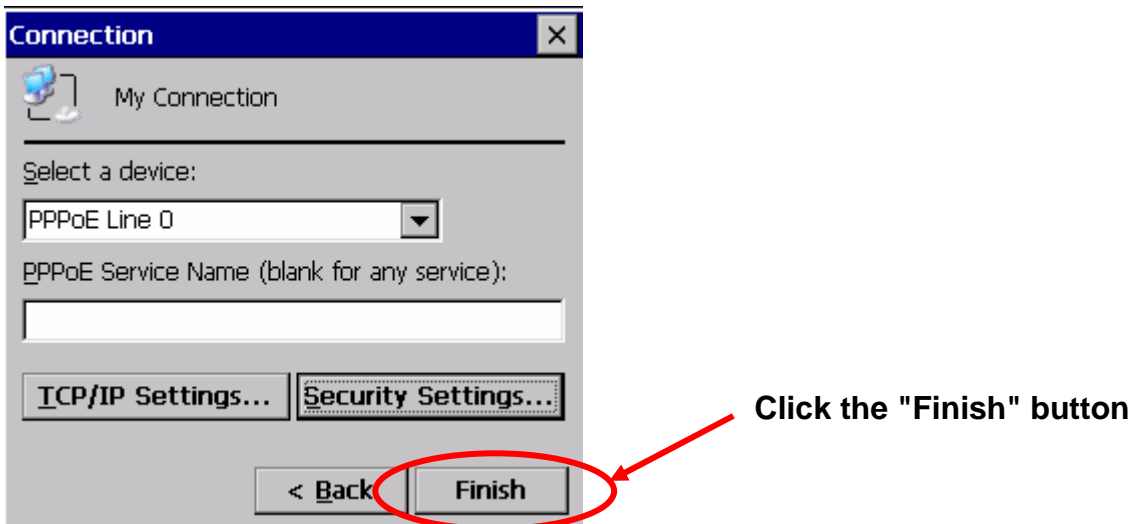 Connection
My Connection
Select a device:
PPPoE Line 0
PPPoE Service Name (blank for any service):
TCP/IP Settings... Security Settings...
Click the "Finish" button
< Back Finish